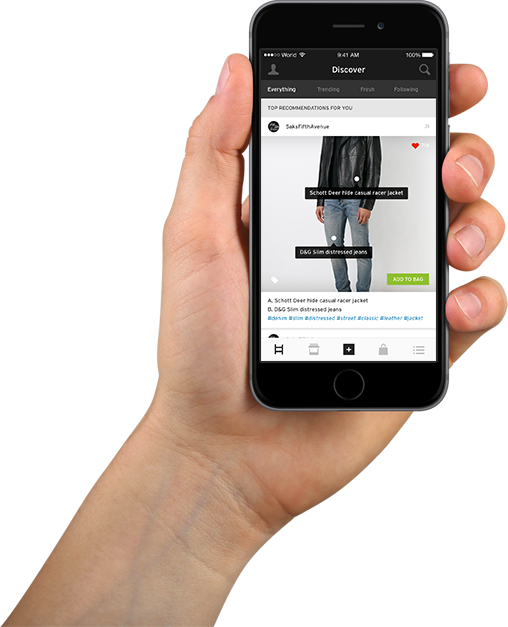 World 9:41 AM 100%
Discover
Everything Trending Fresh Following
TOP RECOMMENDATIONS FOR YOU
SaksFifthAvenue
Schott Deer hide casual racer jacket
D&G Slim distressed jeans
ADD TO BAG
A. Schott Deer hide casual racer jacket
B. D&G Slim distressed jeans
#denim #slim #distressed #street #classic #leather #jacket